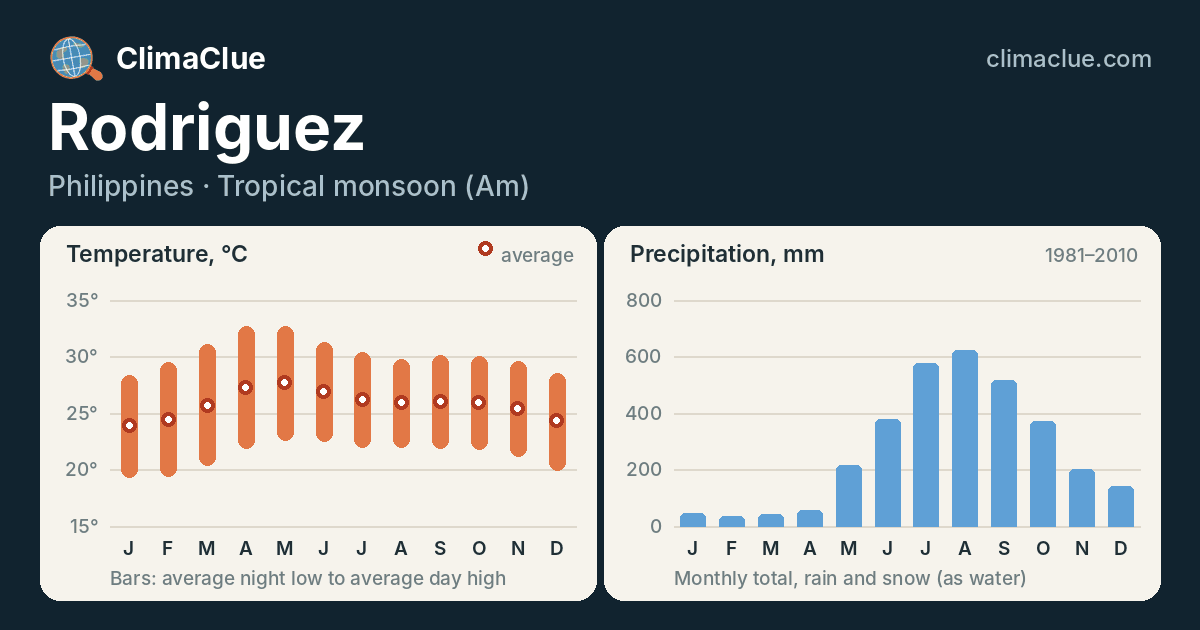 ClimaClue
climaclue.com
Rodriguez
Philippines · Tropical monsoon (Am)
Temperature, °C
average
35°
30°
25°
20°
15°
J F M A M J J A S O N D
Bars: average night low to average day high
Precipitation, mm
1981–2010
800
600
400
200
0
J F M A M J J A S O N D
Monthly total, rain and snow (as water)